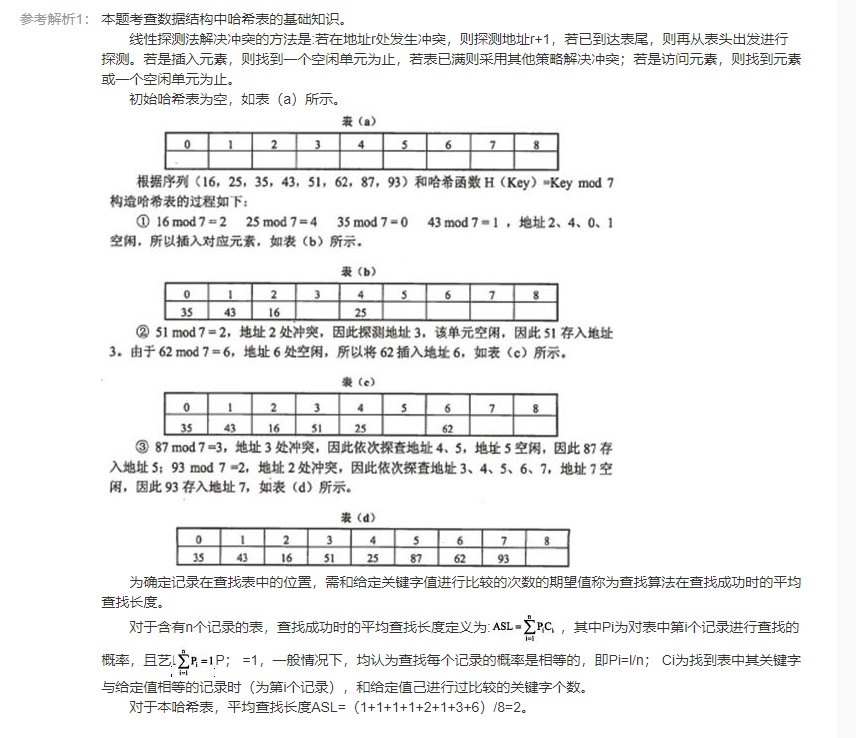 参考解析1: 本题考查数据结构中哈希表的基础知识。
线性探测法解决冲突的方法是:若在地址r处发生冲突，则探测地址r+1，若已到达表尾，则再从表头出发进行
探测。若是插入元素，则找到一个空闲单元为止，若表已满则采用其他策略解决冲突；若是访问元素，则找到元素
或一个空闲单元为止。
初始哈希表为空，如表（a）所示。
表（a）
0 1 2 3 4 5 6 7 8
根据序列（16，25，35，43，51，62，87，93）和哈希函数 H（Key）=Key mod 7
构造哈希表的过程如下：
① 16 mod 7 = 2 25 mod 7 = 4 35 mod 7 = 0 43 mod 7 = 1 ，地址 2、4、0、1
空闲，所以插入对应元素，如表（b）所示。
表（b）
0 1 2 3 4 5 6 7 8
35 43 16 25
② 51 mod 7 = 2，地址 2 处冲突，因此探测地址 3，该单元空闲，因此 51 存入地址
3。由于 62 mod 7 = 6，地址 6 处空闲，所以将 62 插入地址 6，如表（c）所示。
表（c）
0 1 2 3 4 5 6 7 8
35 43 16 51 25 62
③ 87 mod 7 =3，地址 3 处冲突，因此依次探查地址 4、5，地址 5 空闲，因此 87 存
入地址 5；93 mod 7 =2，地址 2 处冲突，因此依次探查地址 3、4、5、6、7，地址 7 空
闲，因此 93 存入地址 7，如表（d）所示。
表（d）
0 1 2 3 4 5 6 7 8
35 43 16 51 25 87 62 93
为确定记录在查找表中的位置，需和给定关键字值进行比较的次数的期望值称为查找算法在查找成功时的平均
查找长度。
对于含有n个记录的表，查找成功时的平均查找长度定义为: ASL=∑PiCi ，其中Pi为对表中第i个记录进行查找的
概率，且艺, ∑Pi =1 P； =1，一般情况下，均认为查找每个记录的概率是相等的，即Pi=l/n； Ci为找到表中其关键字
与给定值相等的记录时（为第i个记录），和给定值己进行过比较的关键字个数。
对于本哈希表，平均查找长度ASL=（1+1+1+1+2+1+3+6）/8=2。